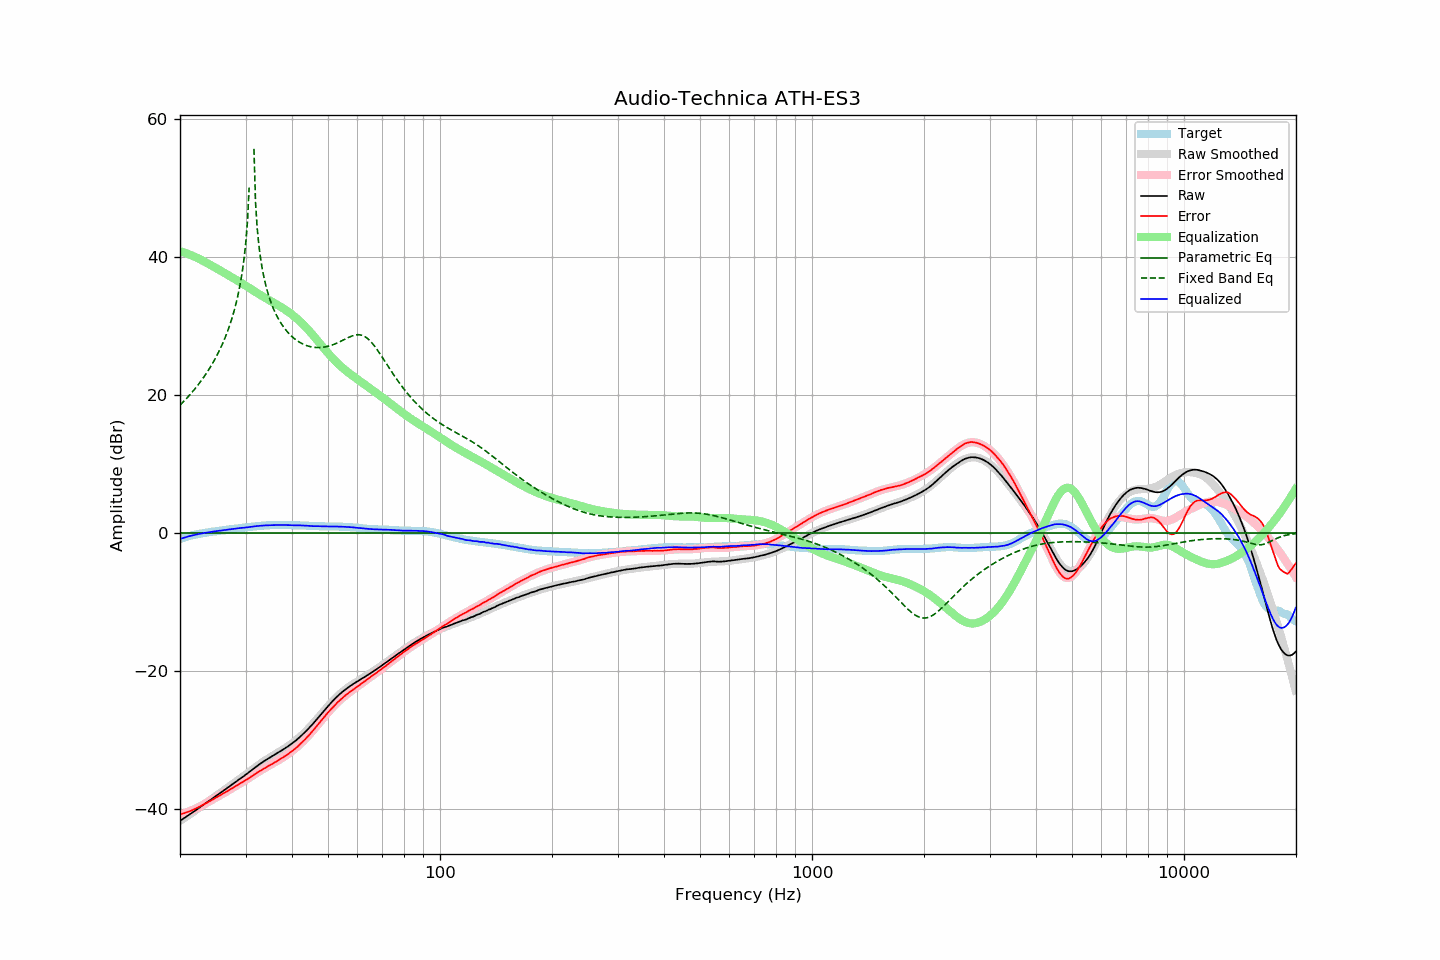 Audio-Technica ATH-ES3
60
40
20
0
−20
−40
Amplitude (dBr)
Target
Raw Smoothed
Error Smoothed
Raw
Error
Equalization
Parametric Eq
Fixed Band Eq
Equalized
100
1000
10000
Frequency (Hz)